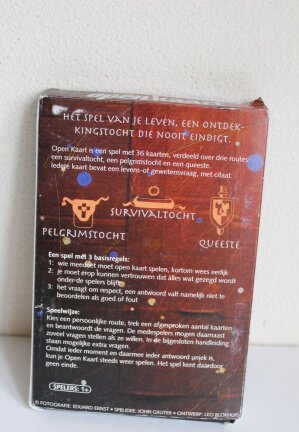 HET SPEL VAN JE LEVEN, EEN ONTDEK-
KINGSTOCHT DIE NOOIT EINDIGT.
Open Kaart is een spel met 36 kaarten, verdeeld over drie routes:
een survivaltocht, een pelgrimstocht en een queeste.
Iedere kaart bevat een levens-of gewetensvraag, met citaat.
SURVIVALTOCHT
PELGRIMSTOCHT
QUEESTE
Een spel met 3 basisregels:
1: wie meedoet moet open kaart spelen, kortom wees eerlijk
2: je moet erop kunnen vertrouwen dat alles wat gezegd wordt
onder de spelers blijft
3: het vraagt om respect, een antwoord valt namelijk niet te
beoordelen als goed of fout
Speelwijze:
Kies een persoonlijke route, trek een afgesproken aantal kaarten
en beantwoordt de vragen. De medespelers mogen daarnaast
zoveel vragen stellen als ze willen. In de bijgesloten handleiding
staan mogelijke extra vragen.
Omdat ieder moment en daarmee ieder antwoord uniek is,
kun je Open Kaart steeds weer spelen. Het spel kent daardoor
geen einde.
SPELERS: 1+
© FOTOGRAFIE: EDUARD ERNST • SPELIDEE: JOHN GRUTER • ONTWERP: LEO BLOKHUIS